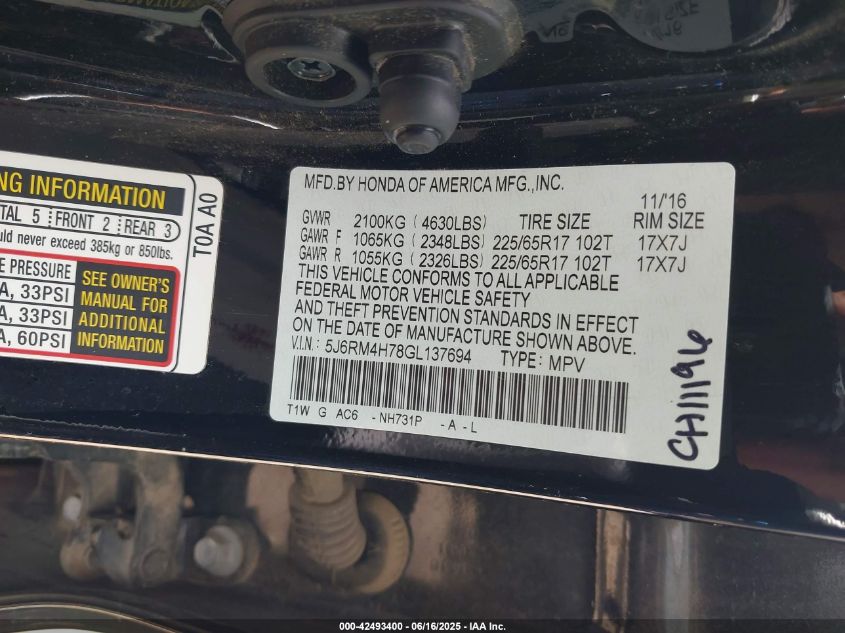 NG INFORMATION
TAL 5 FRONT 2 REAR 3
uld never exceed 385kg or 850lbs.
E PRESSURE
A, 33PSI
A, 33PSI
A, 60PSI
SEE OWNER'S
MANUAL FOR
ADDITIONAL
INFORMATION
T0A A0
MFD.BY HONDA OF AMERICA MFG.,INC.
11/16
GVWR 2100KG ( 4630LBS) TIRE SIZE RIM SIZE
GAWR F 1065KG ( 2348LBS) 225/65R17 102T 17X7J
GAWR R 1055KG ( 2326LBS) 225/65R17 102T 17X7J
THIS VEHICLE CONFORMS TO ALL APPLICABLE
FEDERAL MOTOR VEHICLE SAFETY
AND THEFT PREVENTION STANDARDS IN EFFECT
ON THE DATE OF MANUFACTURE SHOWN ABOVE.
V.I.N.: 5J6RM4H78GL137694 TYPE: MPV
T1W G AC6 - NH731P - A - L
CH11196
000-42493400 - 06/16/2025 - IAA Inc.